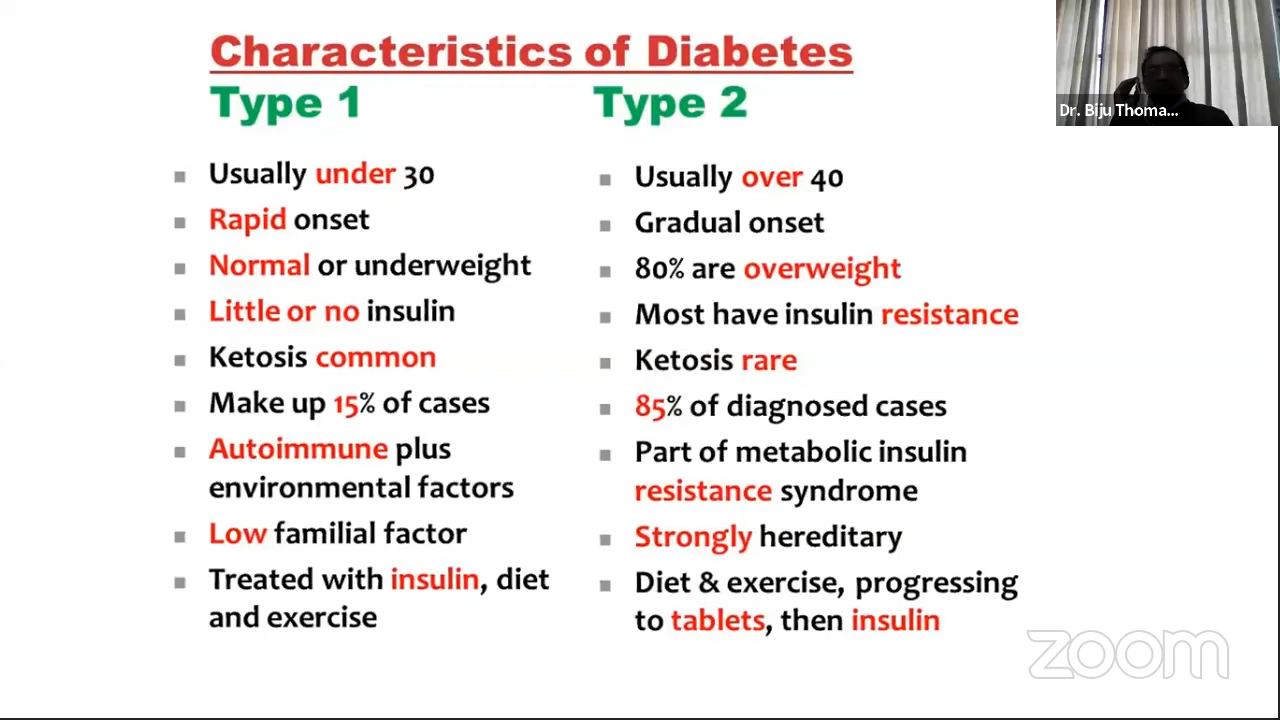 Characteristics of Diabetes
Type 1
Usually under 30
Rapid onset
Normal or underweight
Little or no insulin
Ketosis common
Make up 15% of cases
Autoimmune plus
environmental factors
Low familial factor
Treated with insulin, diet
and exercise
Type 2
Usually over 40
Gradual onset
80% are overweight
Most have insulin resistance
Ketosis rare
85% of diagnosed cases
Part of metabolic insulin
resistance syndrome
Strongly hereditary
Diet & exercise, progressing
to tablets, then insulin
Dr. Biju Thoma...
zoom